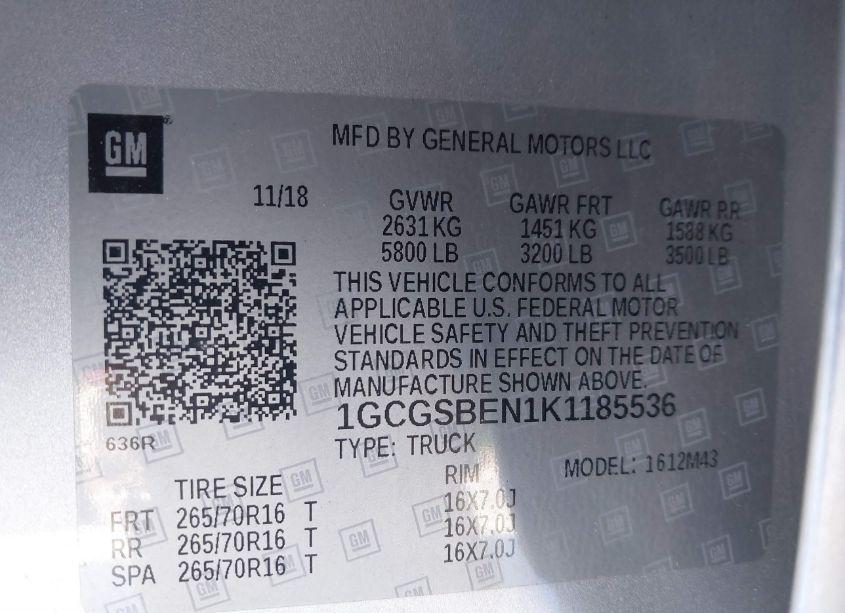 GM
MFD BY GENERAL MOTORS LLC
11/18
GVWR GAWR FRT GAWR RR
2631 KG 1451 KG 1588 KG
5800 LB 3200 LB 3500 LB
THIS VEHICLE CONFORMS TO ALL
APPLICABLE U.S. FEDERAL MOTOR
VEHICLE SAFETY AND THEFT PREVENTION
STANDARDS IN EFFECT ON THE DATE OF
MANUFACTURE SHOWN ABOVE.
1GCGSBEN1K1185536
636R
TYPE: TRUCK
MODEL: 1612M43
TIRE SIZE RIM
FRT 265/70R16 T 16X7.0J
RR 265/70R16 T 16X7.0J
SPA 265/70R16 T 16X7.0J